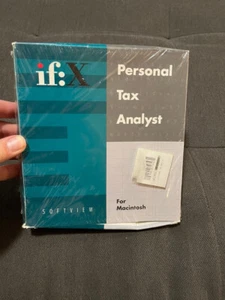 if:X
Personal
Tax
Analyst
For
Macintosh
SOFTVIEW